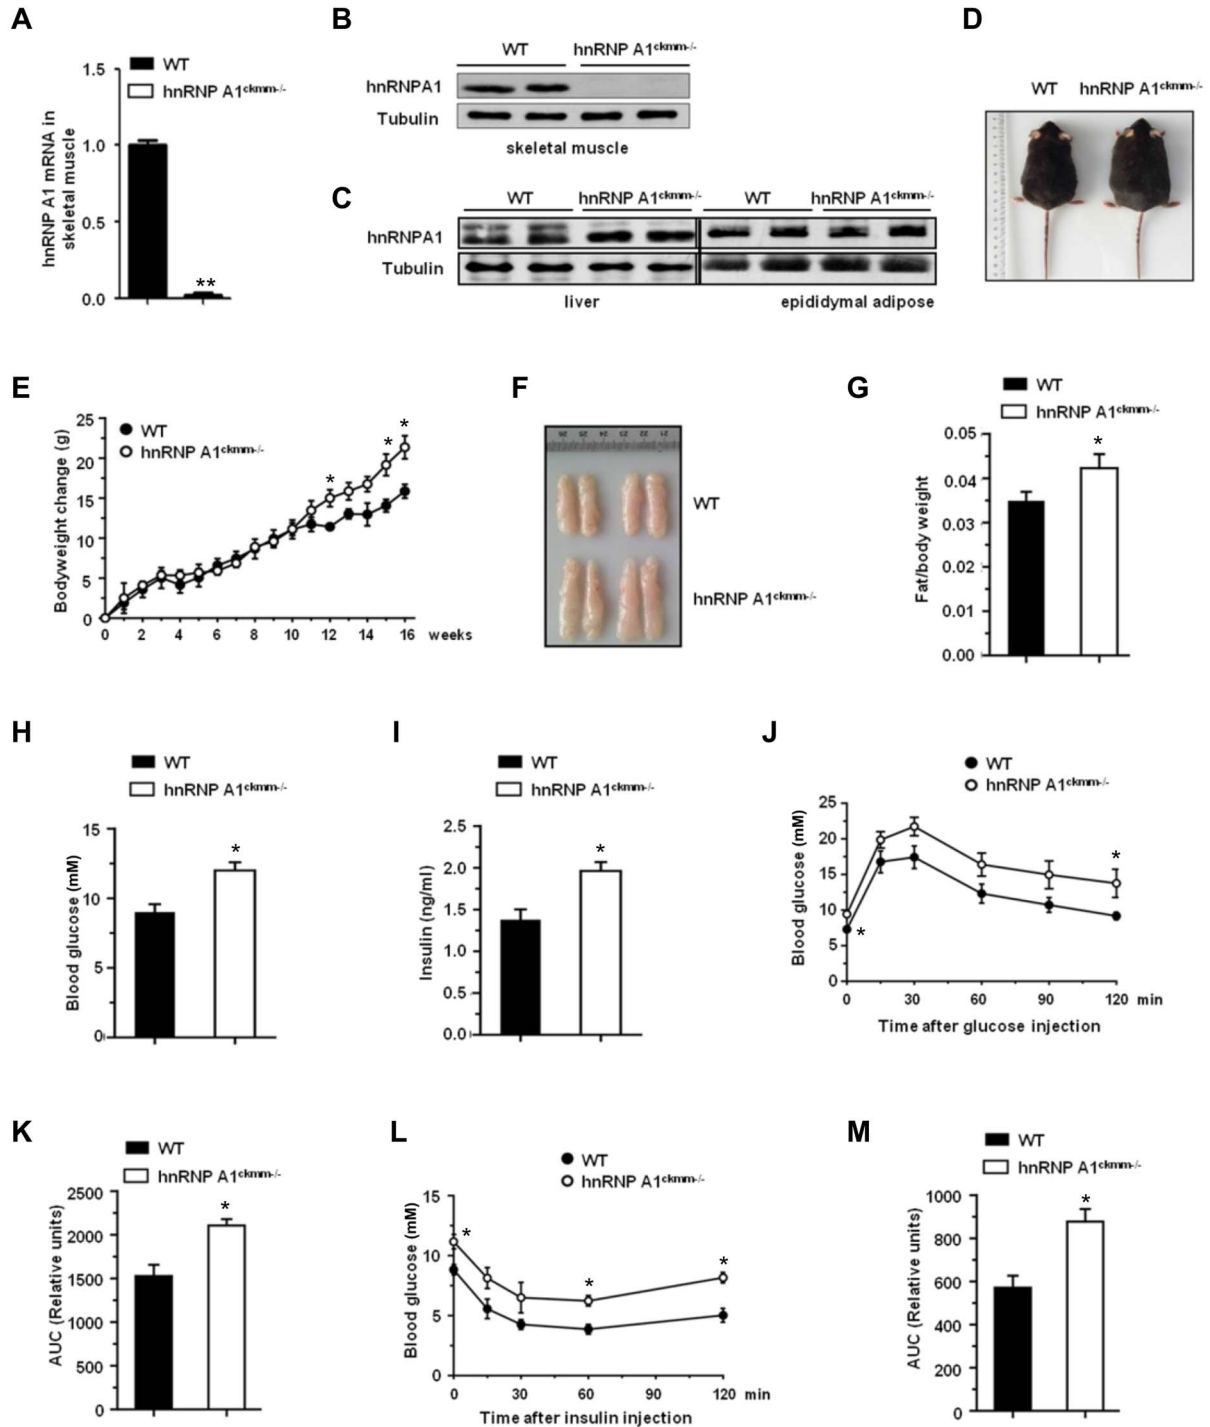 A
WT
hnRNP A1ckmm-/-
hnRNP A1 mRNA in
skeletal muscle
1.5
1.0
0.5
0.0
**
B
WT hnRNP A1ckmm-/-
hnRNPA1
Tubulin
skeletal muscle
C
WT hnRNP A1ckmm-/- WT hnRNP A1ckmm-/-
hnRNPA1
Tubulin
liver epididymal adipose
D
WT hnRNP A1ckmm-/-
E
WT
hnRNP A1ckmm-/-
Bodyweight change (g)
25
20
15
10
5
0
* * *
0 2 4 6 8 10 12 14 16 weeks
F
26 25 24 23 22 21
WT
hnRNP A1ckmm-/-
G
WT
hnRNP A1ckmm-/-
Fat/body weight
0.05
0.04
0.03
0.02
0.01
0.00
*
H
WT
hnRNP A1ckmm-/-
Blood glucose (mM)
15
10
5
0
*
I
WT
hnRNP A1ckmm-/-
Insulin (ng/ml)
2.5
2.0
1.5
1.0
0.5
0.0
*
J
WT
hnRNP A1ckmm-/-
Blood glucose (mM)
25
20
15
10
5
0
* *
0 30 60 90 120 min
Time after glucose injection
K
WT
hnRNP A1ckmm-/-
AUC (Relative units)
2500
2000
1500
1000
500
0
*
L
WT
hnRNP A1ckmm-/-
Blood glucose (mM)
15
10
5
0
* * *
0 30 60 90 120 min
Time after insulin injection
M
WT
hnRNP A1ckmm-/-
AUC (Relative units)
1000
800
600
400
200
0
*